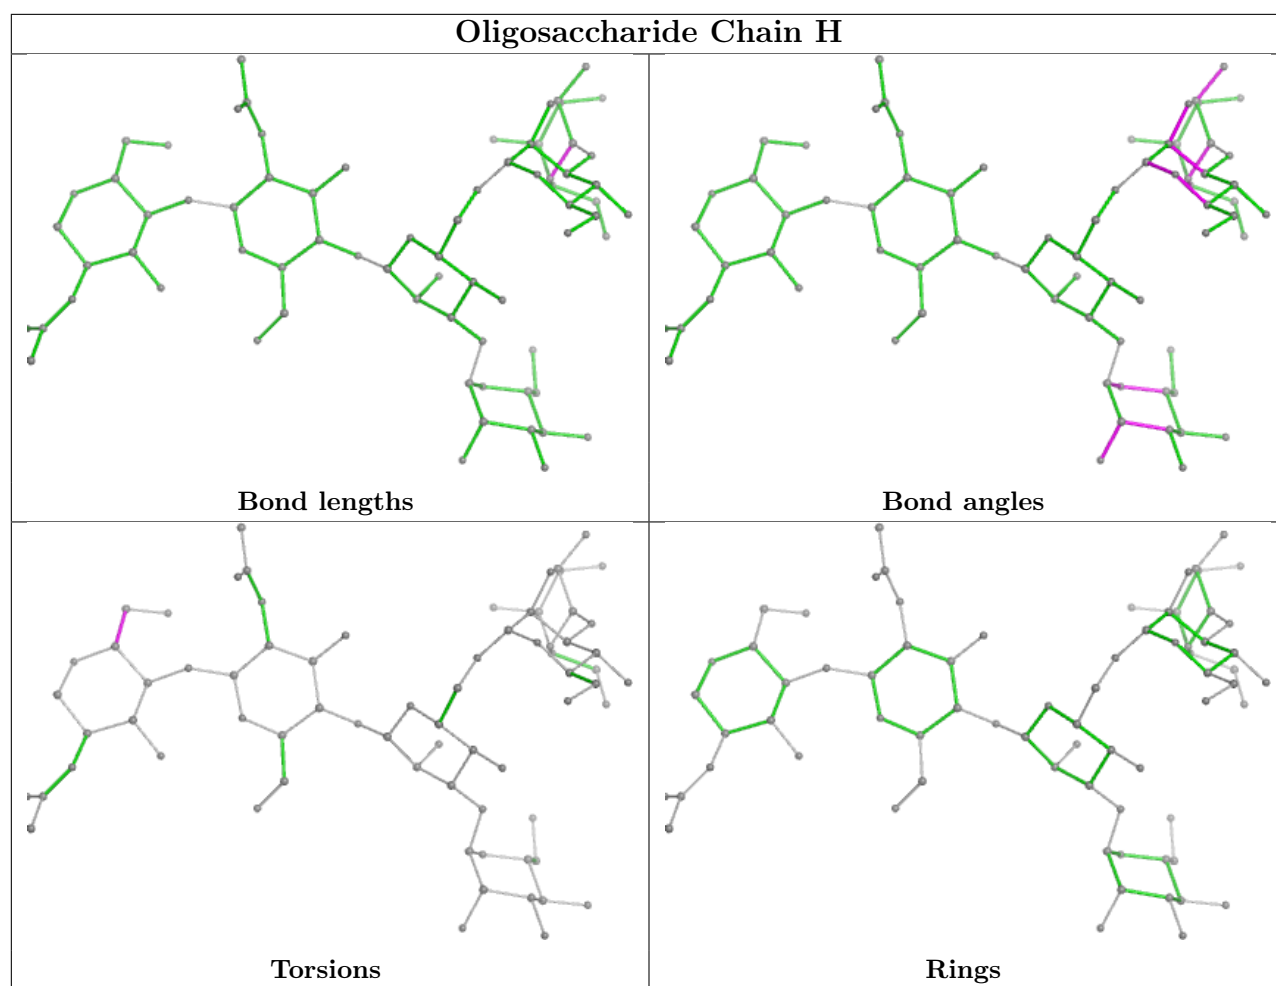 Oligosaccharide Chain H
Bond lengths
Bond angles
Torsions
Rings